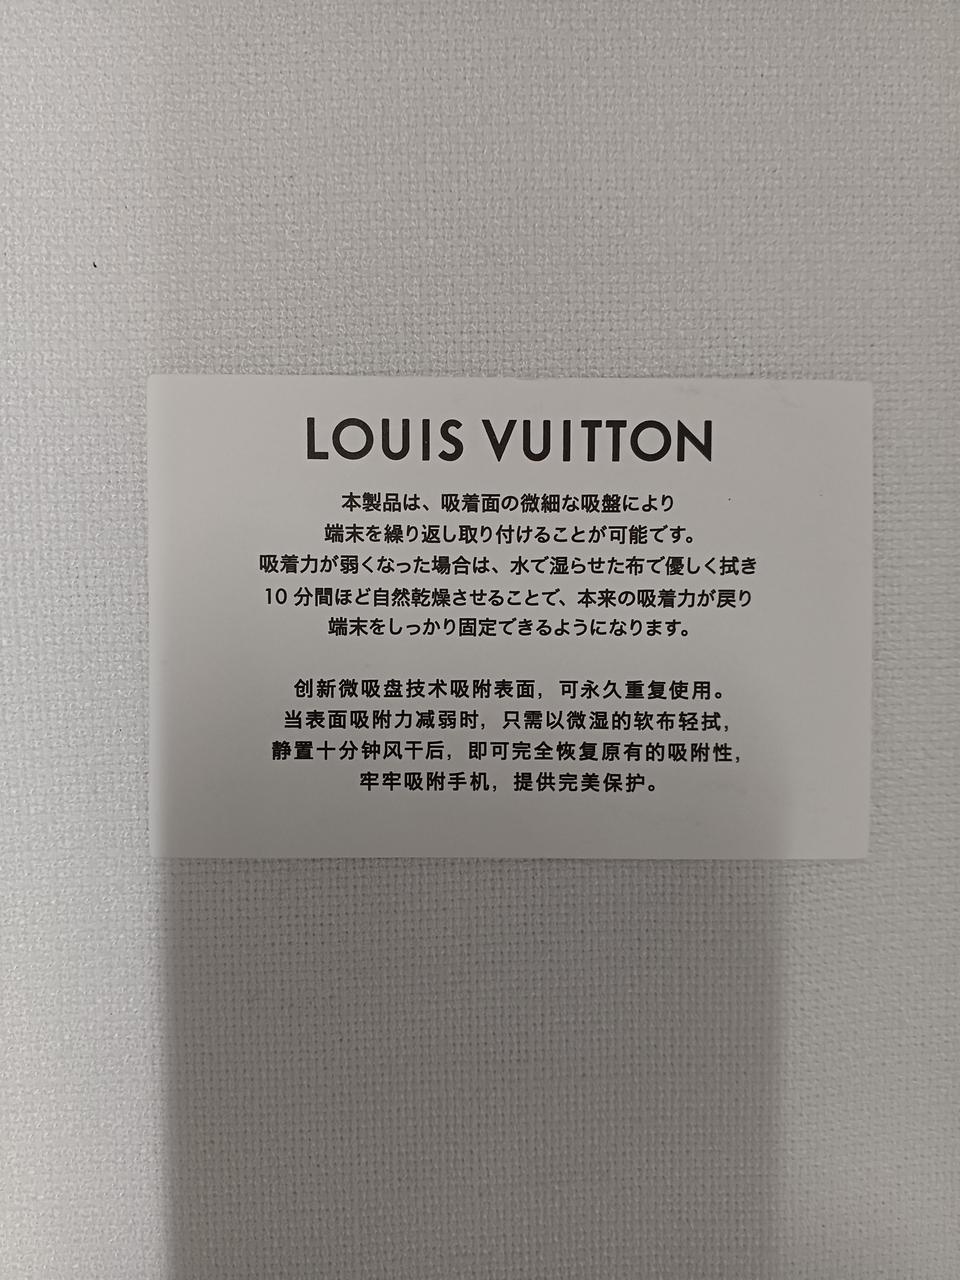 LOUIS VUITTON
本製品は、吸着面の微細な吸盤により
端末を繰り返し取り付けることが可能です。
吸着力が弱くなった場合は、水で湿らせた布で優しく拭き
10 分間ほど自然乾燥させることで、本来の吸着力が戻り
端末をしっかり固定できるようになります。
创新微吸盘技术吸附表面，可永久重复使用。
当表面吸附力减弱时，只需以微湿的软布轻拭，
静置十分钟风干后，即可完全恢复原有的吸附性，
牢牢吸附手机，提供完美保护。